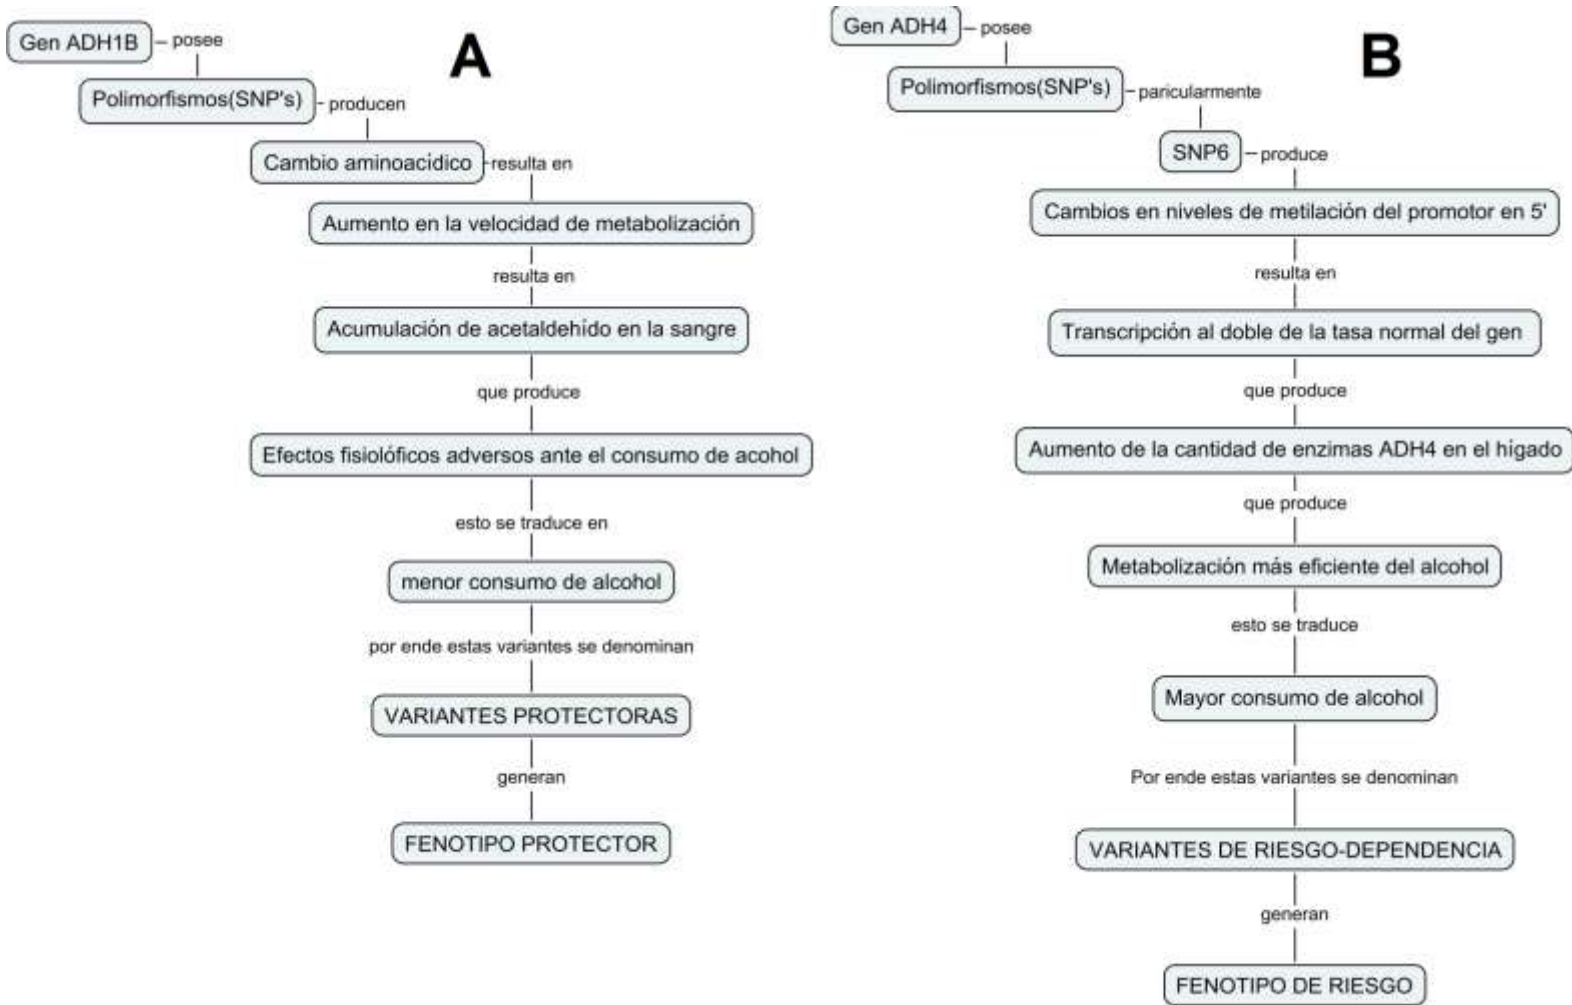 A
Gen ADH1B
posee
Polimorfismos(SNP's)
producen
Cambio aminoacídico
resulta en
Aumento en la velocidad de metabolización
resulta en
Acumulación de acetaldehído en la sangre
que produce
Efectos fisiolóficos adversos ante el consumo de acohol
esto se traduce en
menor consumo de alcohol
por ende estas variantes se denominan
VARIANTES PROTECTORAS
generan
FENOTIPO PROTECTOR
B
Gen ADH4
posee
Polimorfismos(SNP's)
paricularmente
SNP6
produce
Cambios en niveles de metilación del promotor en 5'
resulta en
Transcripción al doble de la tasa normal del gen
que produce
Aumento de la cantidad de enzimas ADH4 en el hígado
que produce
Metabolización más eficiente del alcohol
esto se traduce
Mayor consumo de alcohol
Por ende estas variantes se denominan
VARIANTES DE RIESGO-DEPENDENCIA
generan
FENOTIPO DE RIESGO